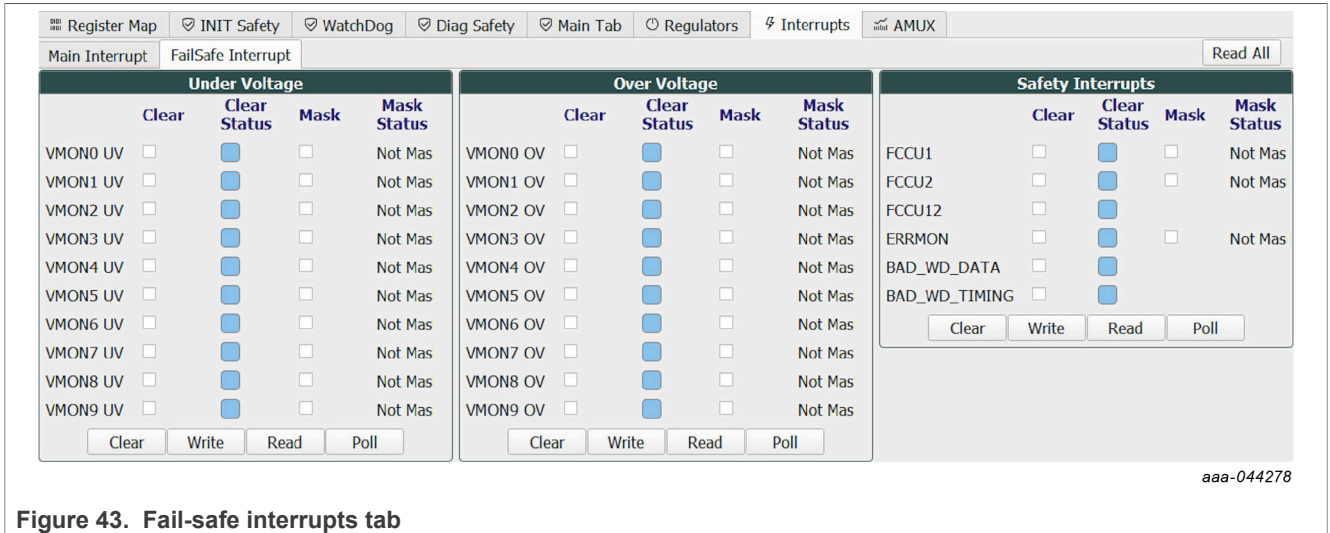 Register Map INIT Safety WatchDog Diag Safety Main Tab Regulators Interrupts AMUX
Main Interrupt FailSafe Interrupt Read All
Under Voltage
Clear Clear Status Mask Mask Status
VMON0 UV Not Mas
VMON1 UV Not Mas
VMON2 UV Not Mas
VMON3 UV Not Mas
VMON4 UV Not Mas
VMON5 UV Not Mas
VMON6 UV Not Mas
VMON7 UV Not Mas
VMON8 UV Not Mas
VMON9 UV Not Mas
Clear Write Read Poll
Over Voltage
Clear Clear Status Mask Mask Status
VMON0 OV Not Mas
VMON1 OV Not Mas
VMON2 OV Not Mas
VMON3 OV Not Mas
VMON4 OV Not Mas
VMON5 OV Not Mas
VMON6 OV Not Mas
VMON7 OV Not Mas
VMON8 OV Not Mas
VMON9 OV Not Mas
Clear Write Read Poll
Safety Interrupts
Clear Clear Status Mask Mask Status
FCCU1 Not Mas
FCCU2 Not Mas
FCCU12
ERRMON Not Mas
BAD_WD_DATA
BAD_WD_TIMING
Clear Write Read Poll
aaa-044278
Figure 43. Fail-safe interrupts tab